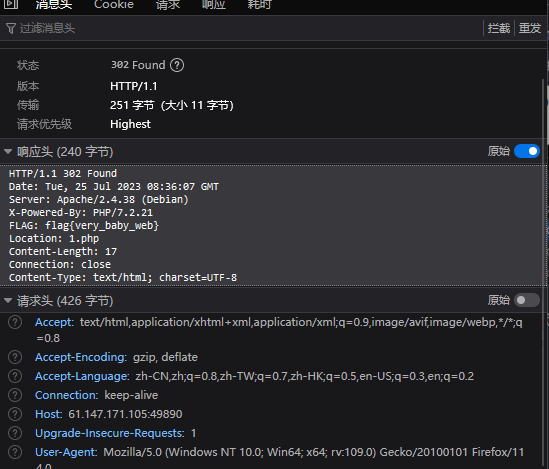 消息头 Cookie 请求 响应 耗时
过滤消息头 拦截 重发
状态 302 Found ?
版本 HTTP/1.1
传输 251 字节 (大小 11 字节)
请求优先级 Highest
响应头 (240 字节) 原始
HTTP/1.1 302 Found
Date: Tue, 25 Jul 2023 08:36:07 GMT
Server: Apache/2.4.38 (Debian)
X-Powered-By: PHP/7.2.21
FLAG: flag{very_baby_web}
Location: 1.php
Content-Length: 17
Connection: close
Content-Type: text/html; charset=UTF-8
请求头 (426 字节) 原始
? Accept: text/html,application/xhtml+xml,application/xml;q=0.9,image/avif,image/webp,*/*;q
=0.8
? Accept-Encoding: gzip, deflate
? Accept-Language: zh-CN,zh;q=0.8,zh-TW;q=0.7,zh-HK;q=0.5,en-US;q=0.3,en;q=0.2
? Connection: keep-alive
? Host: 61.147.171.105:49890
? Upgrade-Insecure-Requests: 1
? User-Agent: Mozilla/5.0 (Windows NT 10.0; Win64; x64; rv:109.0) Gecko/20100101 Firefox/11
4.0